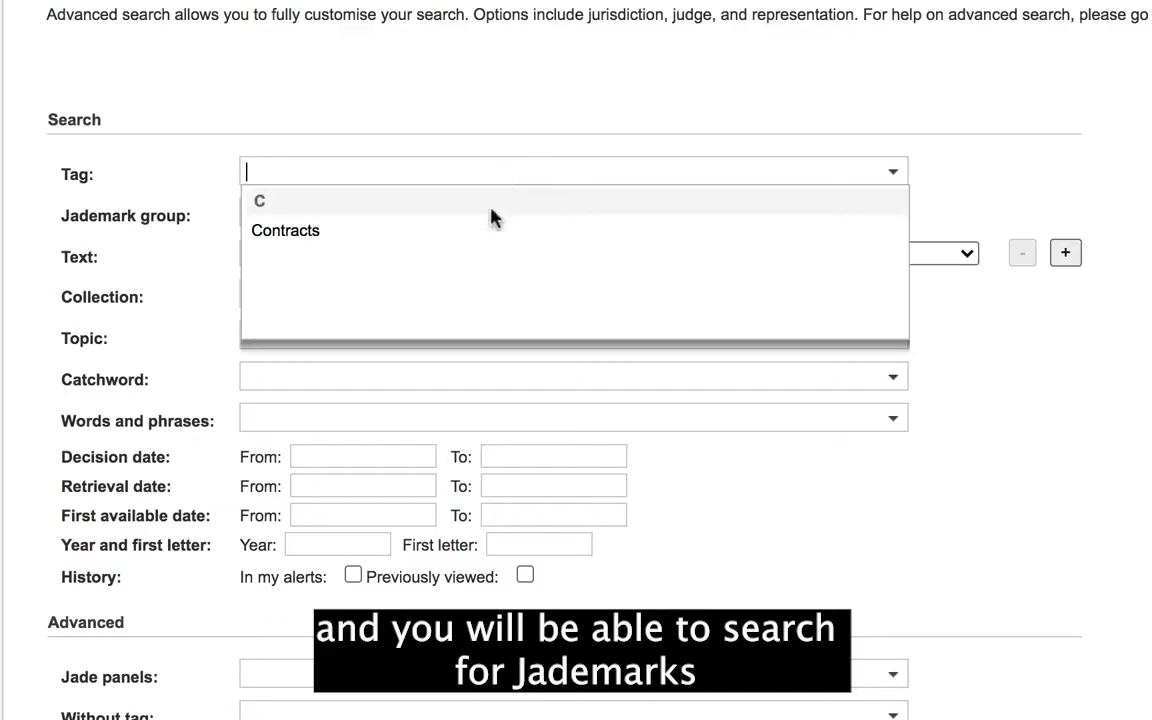 Advanced search allows you to fully customise your search. Options include jurisdiction, judge, and representation. For help on advanced search, please go
Search
Tag:
C
Jademark group:
Contracts
Text:
- +
Collection:
Topic:
Catchword:
Words and phrases:
Decision date: From: To:
Retrieval date: From: To:
First available date: From: To:
Year and first letter: Year: First letter:
History: In my alerts: Previously viewed:
Advanced
and you will be able to search
for Jademarks
Jade panels:
Without tag: